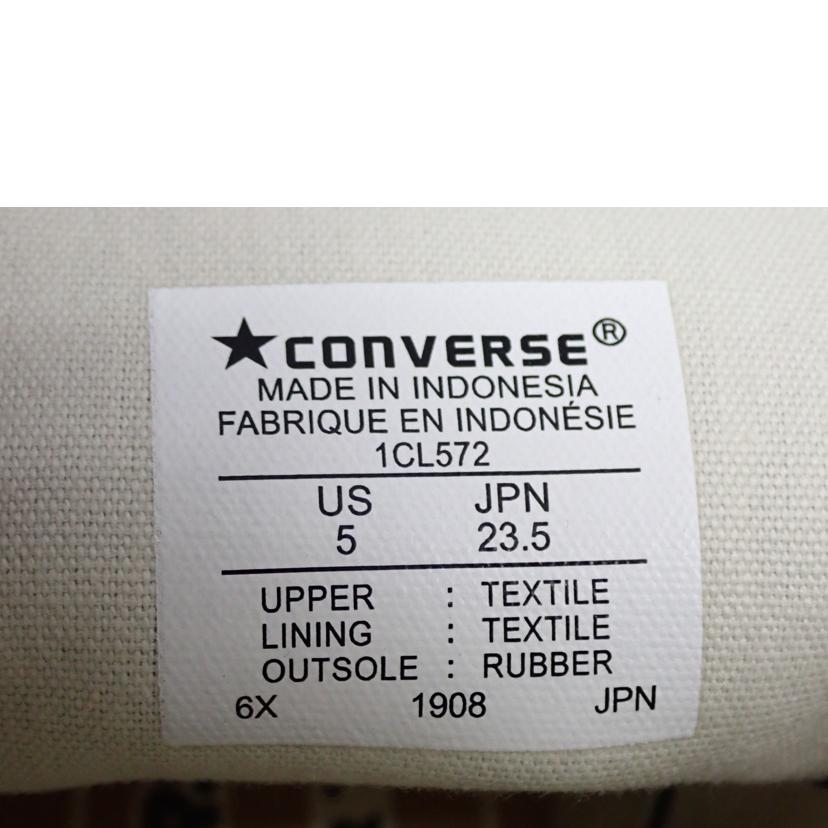 ★CONVERSE®
MADE IN INDONESIA
FABRIQUE EN INDONÉSIE
1CL572
US JPN
5 23.5
UPPER : TEXTILE
LINING : TEXTILE
OUTSOLE : RUBBER
6X 1908 JPN